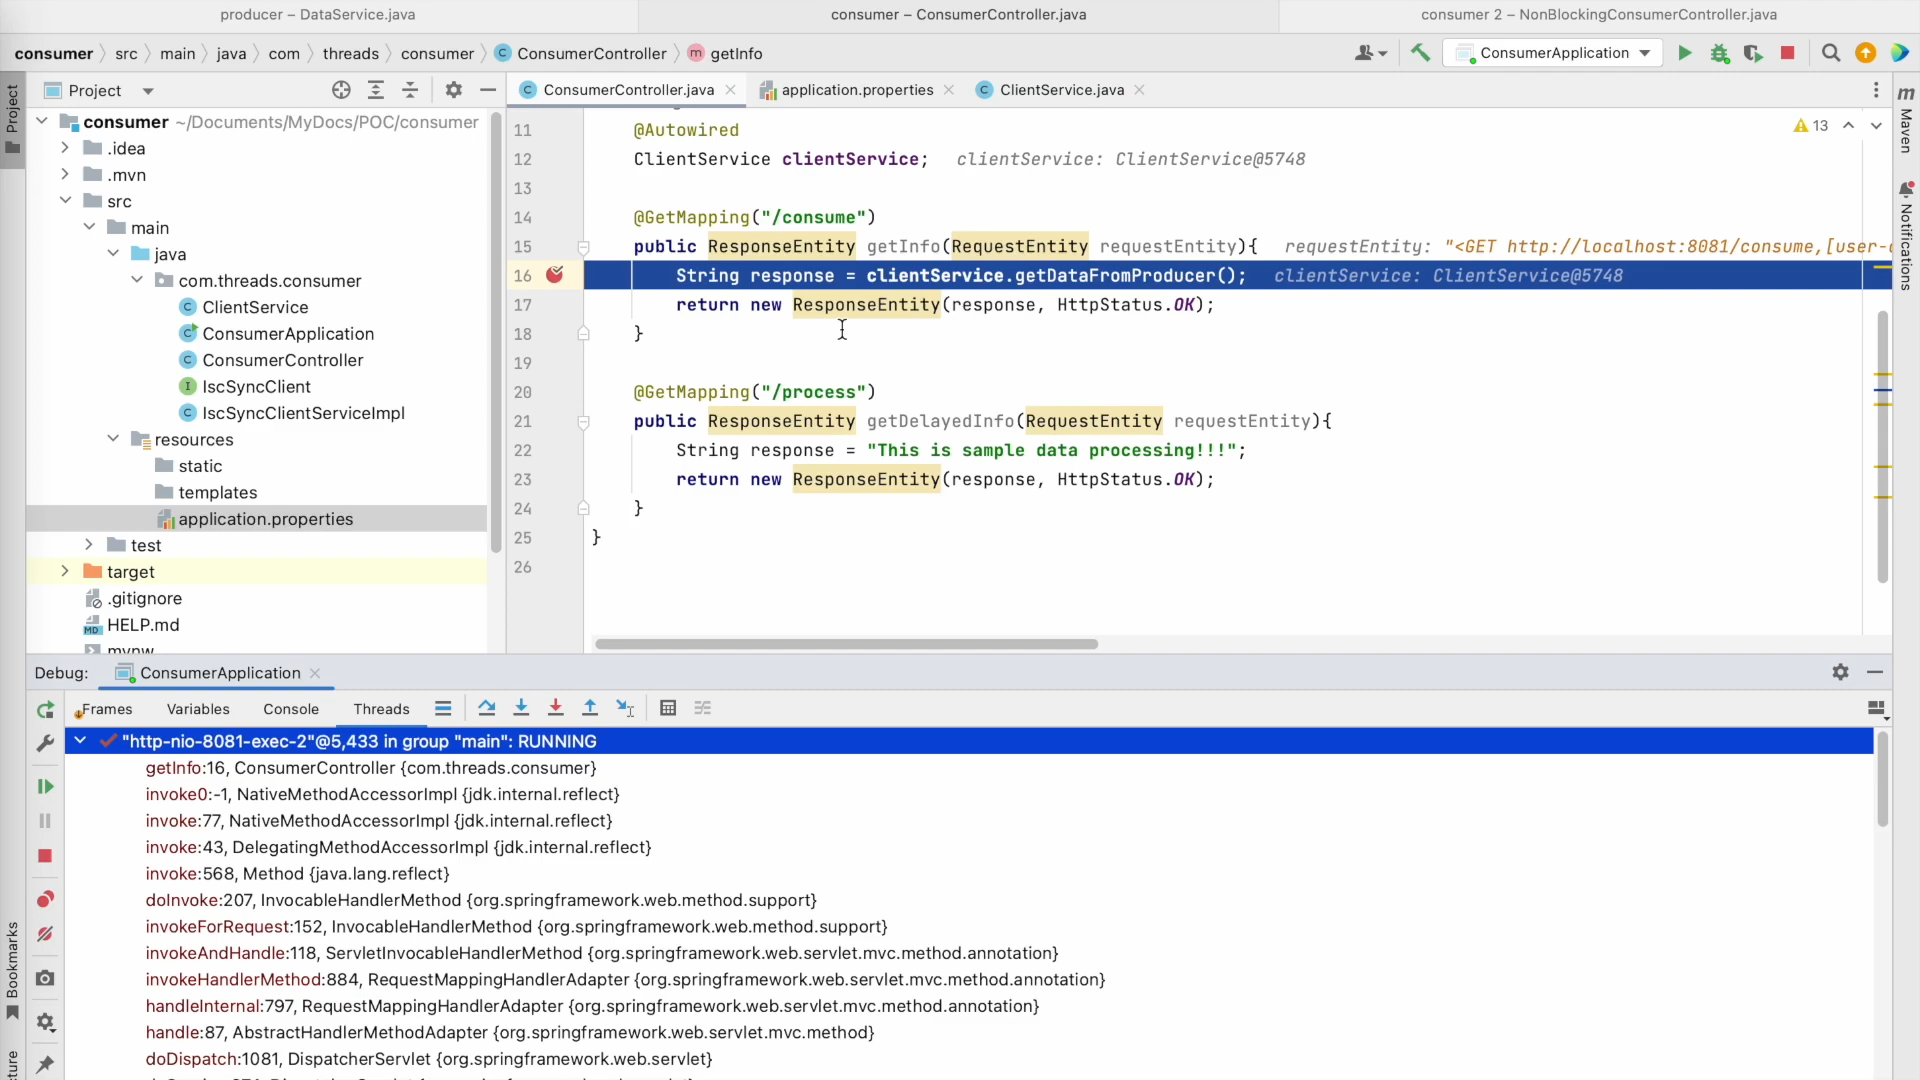 producer – DataService.java
consumer – ConsumerController.java
consumer 2 – NonBlockingConsumerController.java
consumer
src
main
java
com
threads
consumer
ConsumerController
getInfo
ConsumerApplication
Project
Project
consumer ~/Documents/MyDocs/POC/consumer
.idea
.mvn
src
main
java
com.threads.consumer
ClientService
ConsumerApplication
ConsumerController
IscSyncClient
IscSyncClientServiceImpl
resources
static
templates
application.properties
test
target
.gitignore
HELP.md
ConsumerController.java
application.properties
ClientService.java
13
11 @Autowired
12 ClientService clientService; clientService: ClientService@5748
13
14 @GetMapping("/consume")
15 public ResponseEntity getInfo(RequestEntity requestEntity){ requestEntity: "<GET http://localhost:8081/consume,[user-
16 String response = clientService.getDataFromProducer(); clientService: ClientService@5748
17 return new ResponseEntity(response, HttpStatus.OK);
18 }
19
20 @GetMapping("/process")
21 public ResponseEntity getDelayedInfo(RequestEntity requestEntity){
22 String response = "This is sample data processing!!!";
23 return new ResponseEntity(response, HttpStatus.OK);
24 }
25 }
26
Maven
Notifications
Debug:
ConsumerApplication
Frames
Variables
Console
Threads
"http-nio-8081-exec-2"@5,433 in group "main": RUNNING
getInfo:16, ConsumerController {com.threads.consumer}
invoke0:-1, NativeMethodAccessorImpl {jdk.internal.reflect}
invoke:77, NativeMethodAccessorImpl {jdk.internal.reflect}
invoke:43, DelegatingMethodAccessorImpl {jdk.internal.reflect}
invoke:568, Method {java.lang.reflect}
doInvoke:207, InvocableHandlerMethod {org.springframework.web.method.support}
invokeForRequest:152, InvocableHandlerMethod {org.springframework.web.method.support}
invokeAndHandle:118, ServletInvocableHandlerMethod {org.springframework.web.servlet.mvc.method.annotation}
invokeHandlerMethod:884, RequestMappingHandlerAdapter {org.springframework.web.servlet.mvc.method.annotation}
handleInternal:797, RequestMappingHandlerAdapter {org.springframework.web.servlet.mvc.method.annotation}
handle:87, AbstractHandlerMethodAdapter {org.springframework.web.servlet.mvc.method}
doDispatch:1081, DispatcherServlet {org.springframework.web.servlet}
Bookmarks